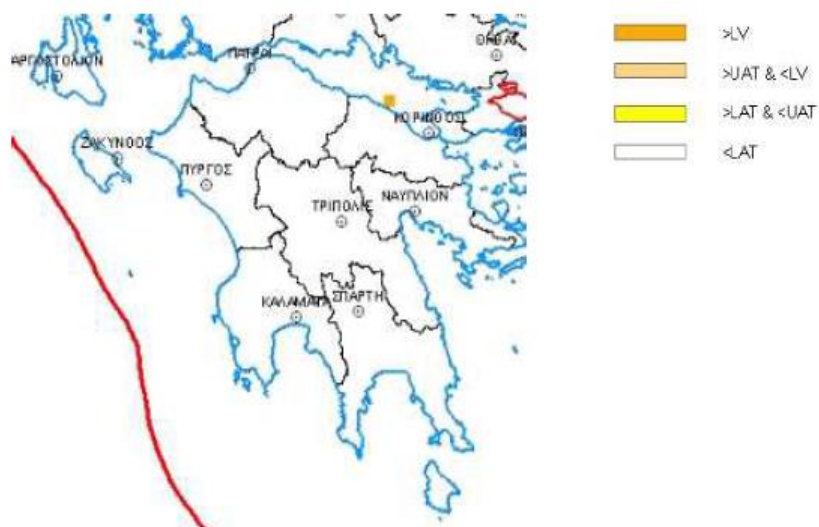 ΠΑΤΡΑΙ
ΑΡΓΟΣΤΟΛΙΟΝ
ΘΗΒΑΙ
ΚΟΡΙΝΘΟΣ
ΖΑΚΥΝΘΟΣ
ΠΥΡΓΟΣ
ΝΑΥΠΛΙΟΝ
ΤΡΙΠΟΛΙΣ
ΚΑΛΑΜΑΤΑ
ΣΠΑΡΤΗ
>LV
>UAT & <LV
>LAT & <UAT
<LAT